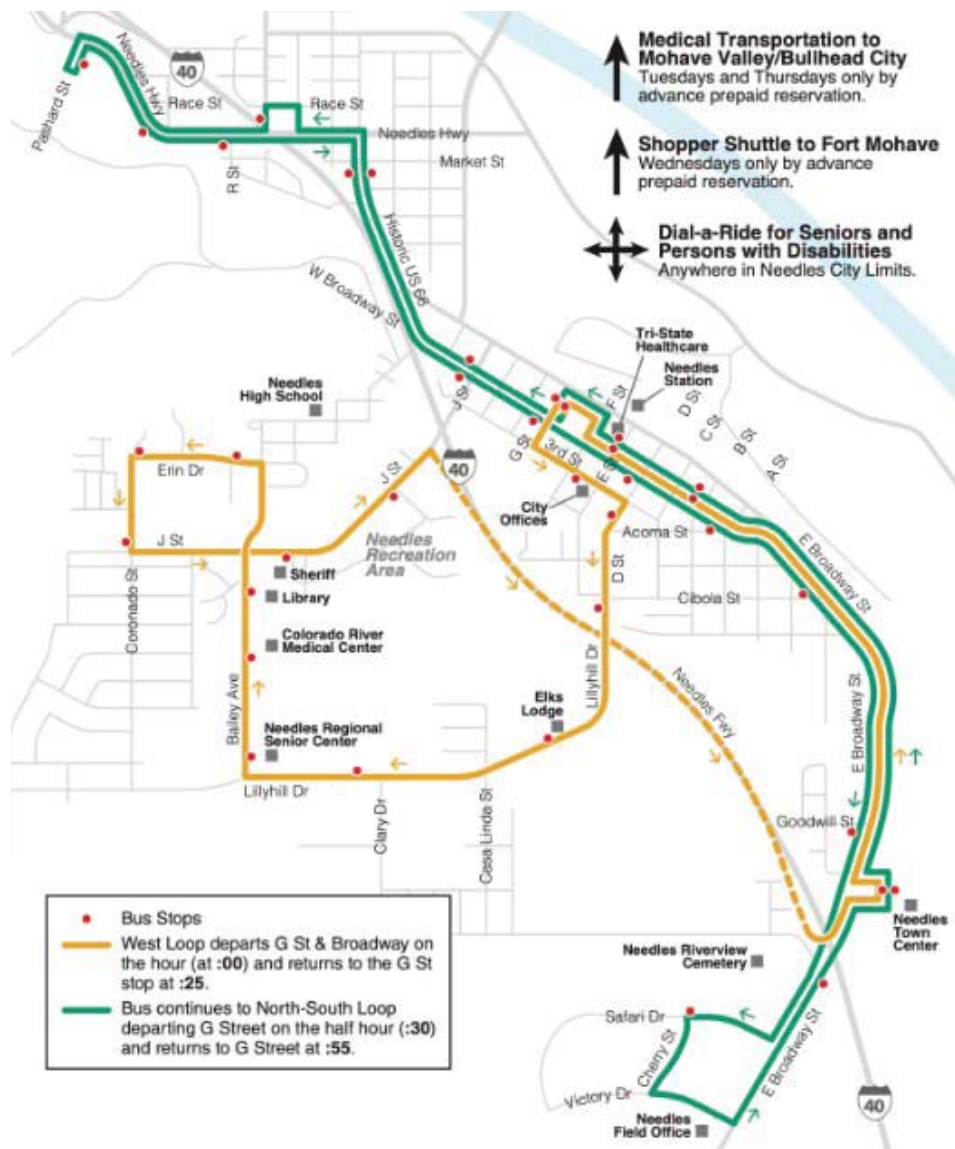 Medical Transportation to
Mohave Valley/Bullhead City
Tuesdays and Thursdays only by
advance prepaid reservation.
Shopper Shuttle to Fort Mohave
Wednesdays only by advance
prepaid reservation.
Dial-a-Ride for Seniors and
Persons with Disabilities
Anywhere in Needles City Limits.
Needles Hwy
40
Race St
Race St
Pashard St
Needles Hwy
Market St
R St
Historic US 66
W Broadway St
Tri-State
Healthcare
Needles
Station
Needles
High School
J St
F St
D St
C St
B St
A St
G St
3rd St
E St
40
Erin Dr
J St
City
Offices
Acoma St
E Broadway St
J St
Needles
Recreation
Area
D St
Sheriff
Library
Cibola St
Coronado St
Colorado River
Medical Center
Lillyhill Dr
Needles Fwy
E Broadway St
Elks
Lodge
Bailey Ave
Needles Regional
Senior Center
Lillyhill Dr
Clary Dr
Casa Linda St
Goodwill St
Needles
Town
Center
Bus Stops
West Loop departs G St & Broadway on
the hour (at :00) and returns to the G St
stop at :25.
Bus continues to North-South Loop
departing G Street on the half hour (:30)
and returns to G Street at :55.
Needles Riverview
Cemetery
Safari Dr
Cherry St
E Broadway St
Victory Dr
Needles
Field Office
40